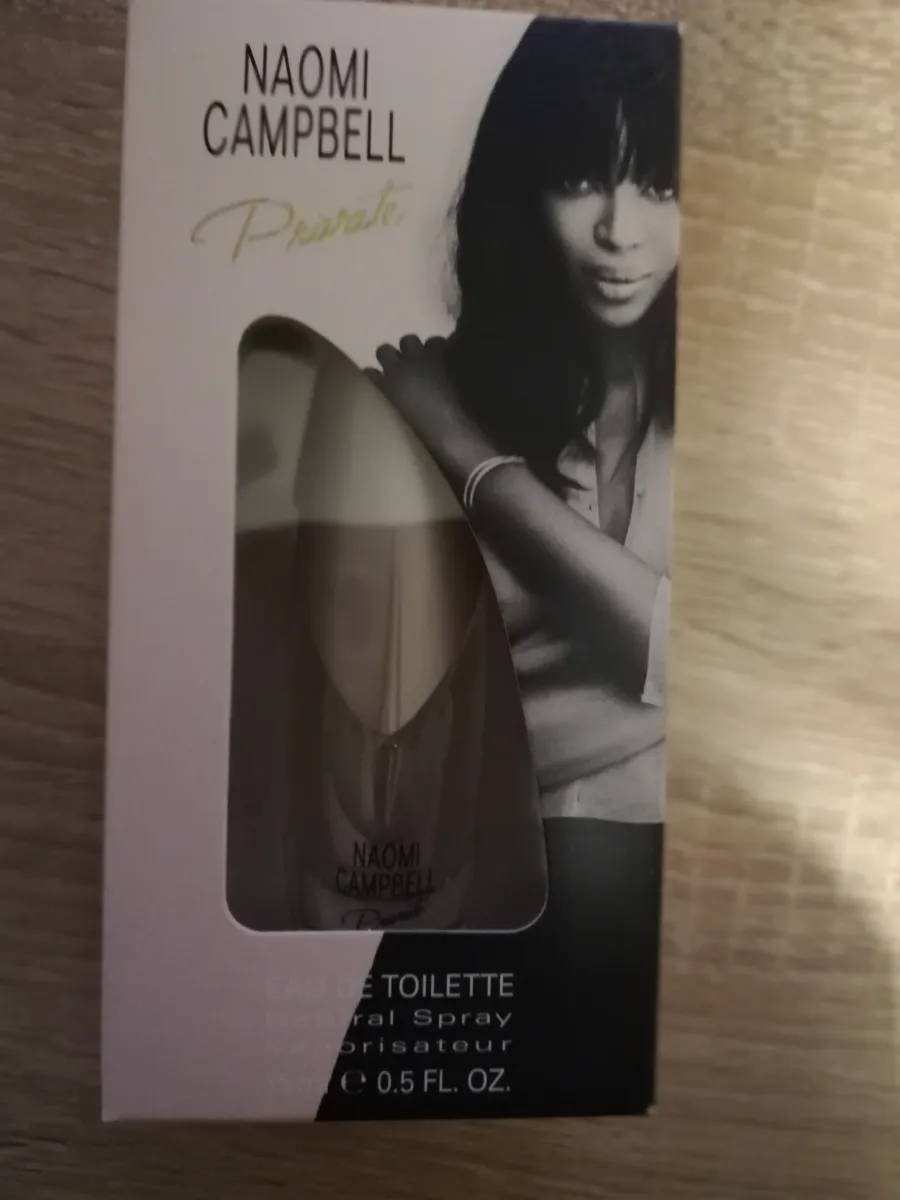 NAOMI
CAMPBELL
Private
NAOMI
CAMPBELL
Private
EAU DE TOILETTE
Natural Spray
Vaporisateur
15 ml ℮ 0.5 FL. OZ.